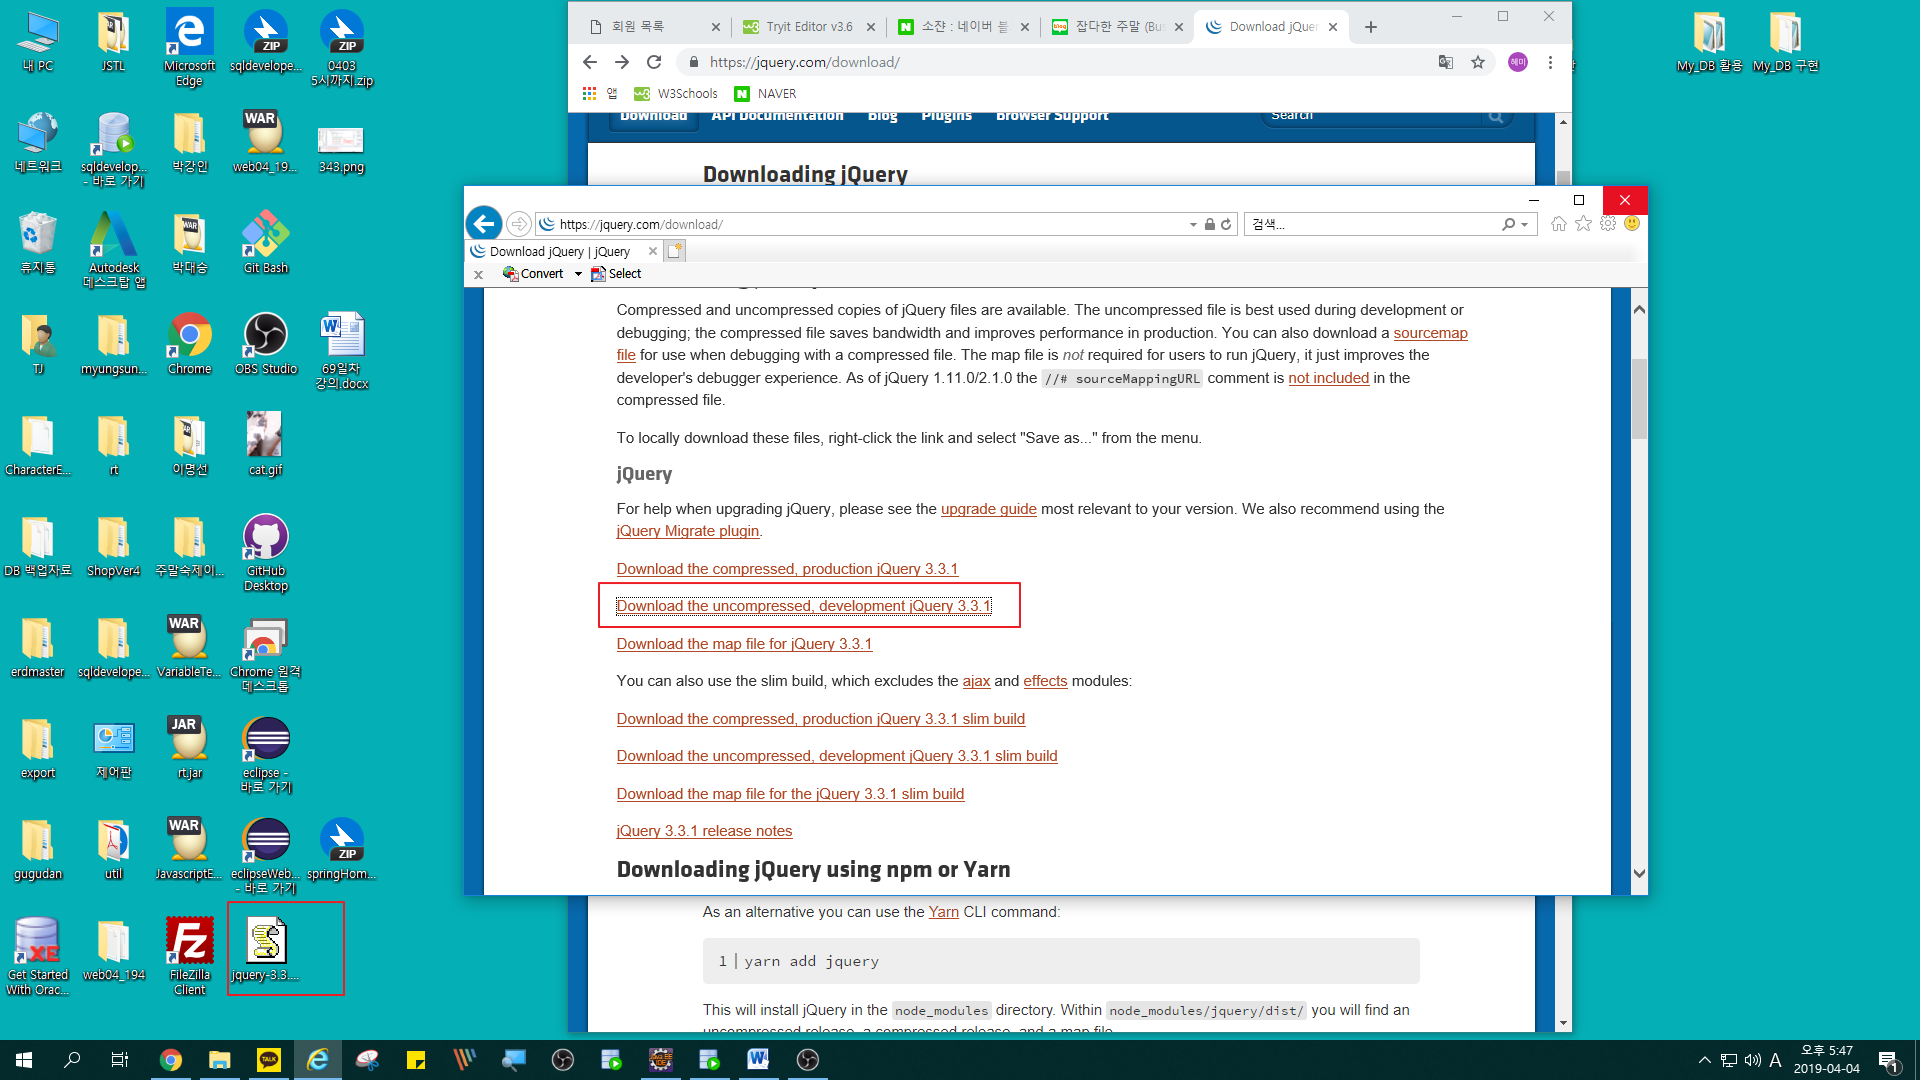 내 PC
JSTL
Microsoft
Edge
sqldevelope...
0403
5시까지.zip
네트워크
sqldevelop...
- 바로 가기
박강인
web04_19...
343.png
휴지통
Autodesk
데스크탑 앱
박대승
Git Bash
TJ
myungsun...
Chrome
OBS Studio
69일차
강의.docx
CharacterE...
rt
이명선
cat.gif
DB 백업자료
ShopVer4
주말숙제이...
GitHub
Desktop
erdmaster
sqldevelope...
VariableTe...
Chrome 원격
데스크톱
export
제어판
rt.jar
eclipse -
바로 가기
gugudan
util
JavascriptE...
eclipseWeb...
- 바로 가기
springHom...
Get Started
With Orac...
web04_194
FileZilla
Client
jquery-3.3....
My_DB 활용
My_DB 구현
회원 목록
Tryit Editor v3.6
소쟌 : 네이버 블
잡다한 주말 (Bus
Download jQuer
https://jquery.com/download/
앱
W3Schools
NAVER
Download
API Documentation
Blog
Plugins
Browser Support
Search
Downloading jQuery
https://jquery.com/download/
검색...
Download jQuery | jQuery
x Convert
Select
Compressed and uncompressed copies of jQuery files are available. The uncompressed file is best used during development or
debugging; the compressed file saves bandwidth and improves performance in production. You can also download a sourcemap
file for use when debugging with a compressed file. The map file is not required for users to run jQuery, it just improves the
developer's debugger experience. As of jQuery 1.11.0/2.1.0 the //# sourceMappingURL comment is not included in the
compressed file.
To locally download these files, right-click the link and select "Save as..." from the menu.
jQuery
For help when upgrading jQuery, please see the upgrade guide most relevant to your version. We also recommend using the
jQuery Migrate plugin.
Download the compressed, production jQuery 3.3.1
Download the uncompressed, development jQuery 3.3.1
Download the map file for jQuery 3.3.1
You can also use the slim build, which excludes the ajax and effects modules:
Download the compressed, production jQuery 3.3.1 slim build
Download the uncompressed, development jQuery 3.3.1 slim build
Download the map file for the jQuery 3.3.1 slim build
jQuery 3.3.1 release notes
Downloading jQuery using npm or Yarn
As an alternative you can use the Yarn CLI command:
1 yarn add jquery
This will install jQuery in the node_modules directory. Within node_modules/jquery/dist/ you will find an
uncompressed release, a compressed release, and a map file.
A
오후 5:47
2019-04-04
1